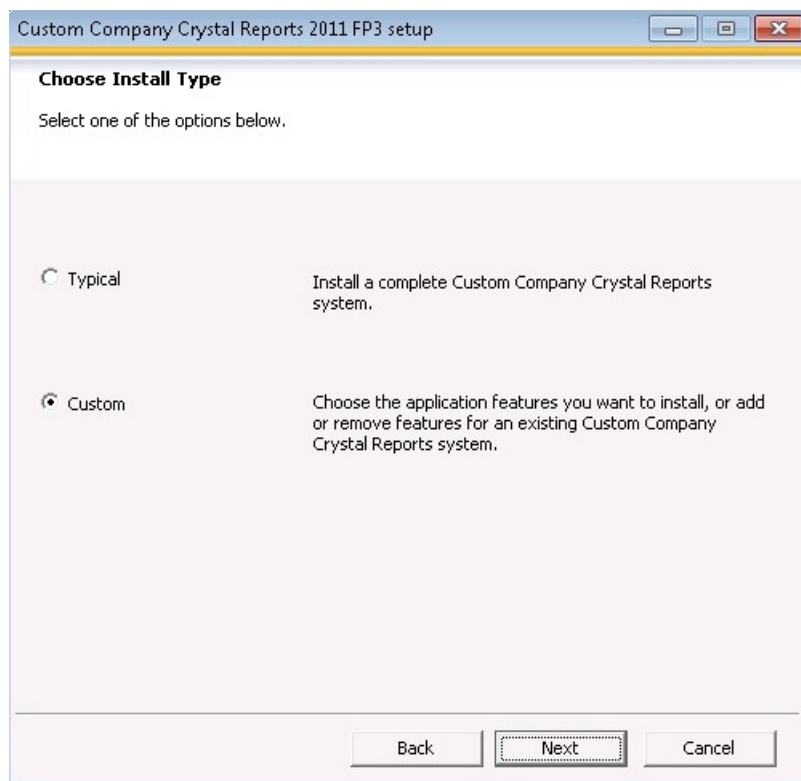 Custom Company Crystal Reports 2011 FP3 setup
Choose Install Type
Select one of the options below.
Typical
Install a complete Custom Company Crystal Reports
system.
Custom
Choose the application features you want to install, or add
or remove features for an existing Custom Company
Crystal Reports system.
Back
Next
Cancel